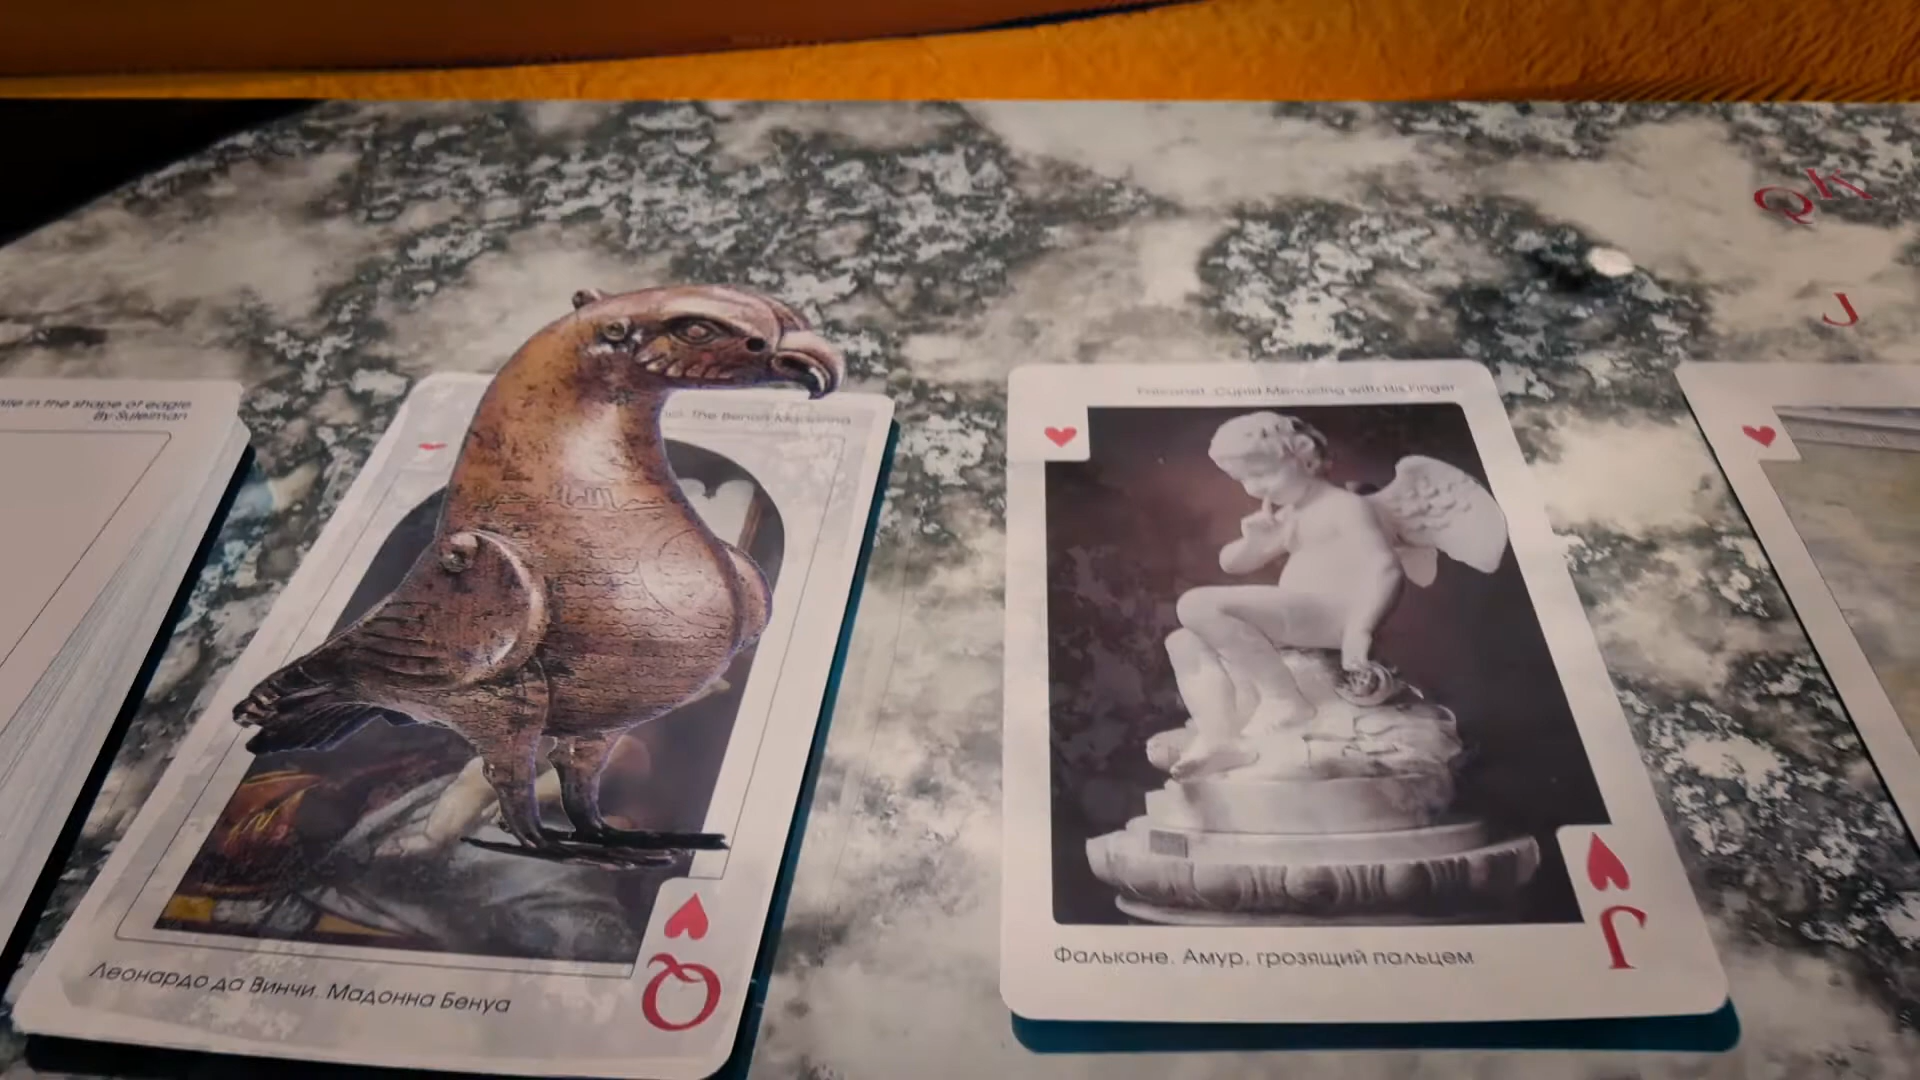 Q K
J
in the shape of eagle
By Suleiman
The Benois Madonna
Falconet. Cupid Menacing with His Finger
Леонардо да Винчи. Мадонна Бенуа
Q
Фальконе. Амур, грозящий пальцем
J